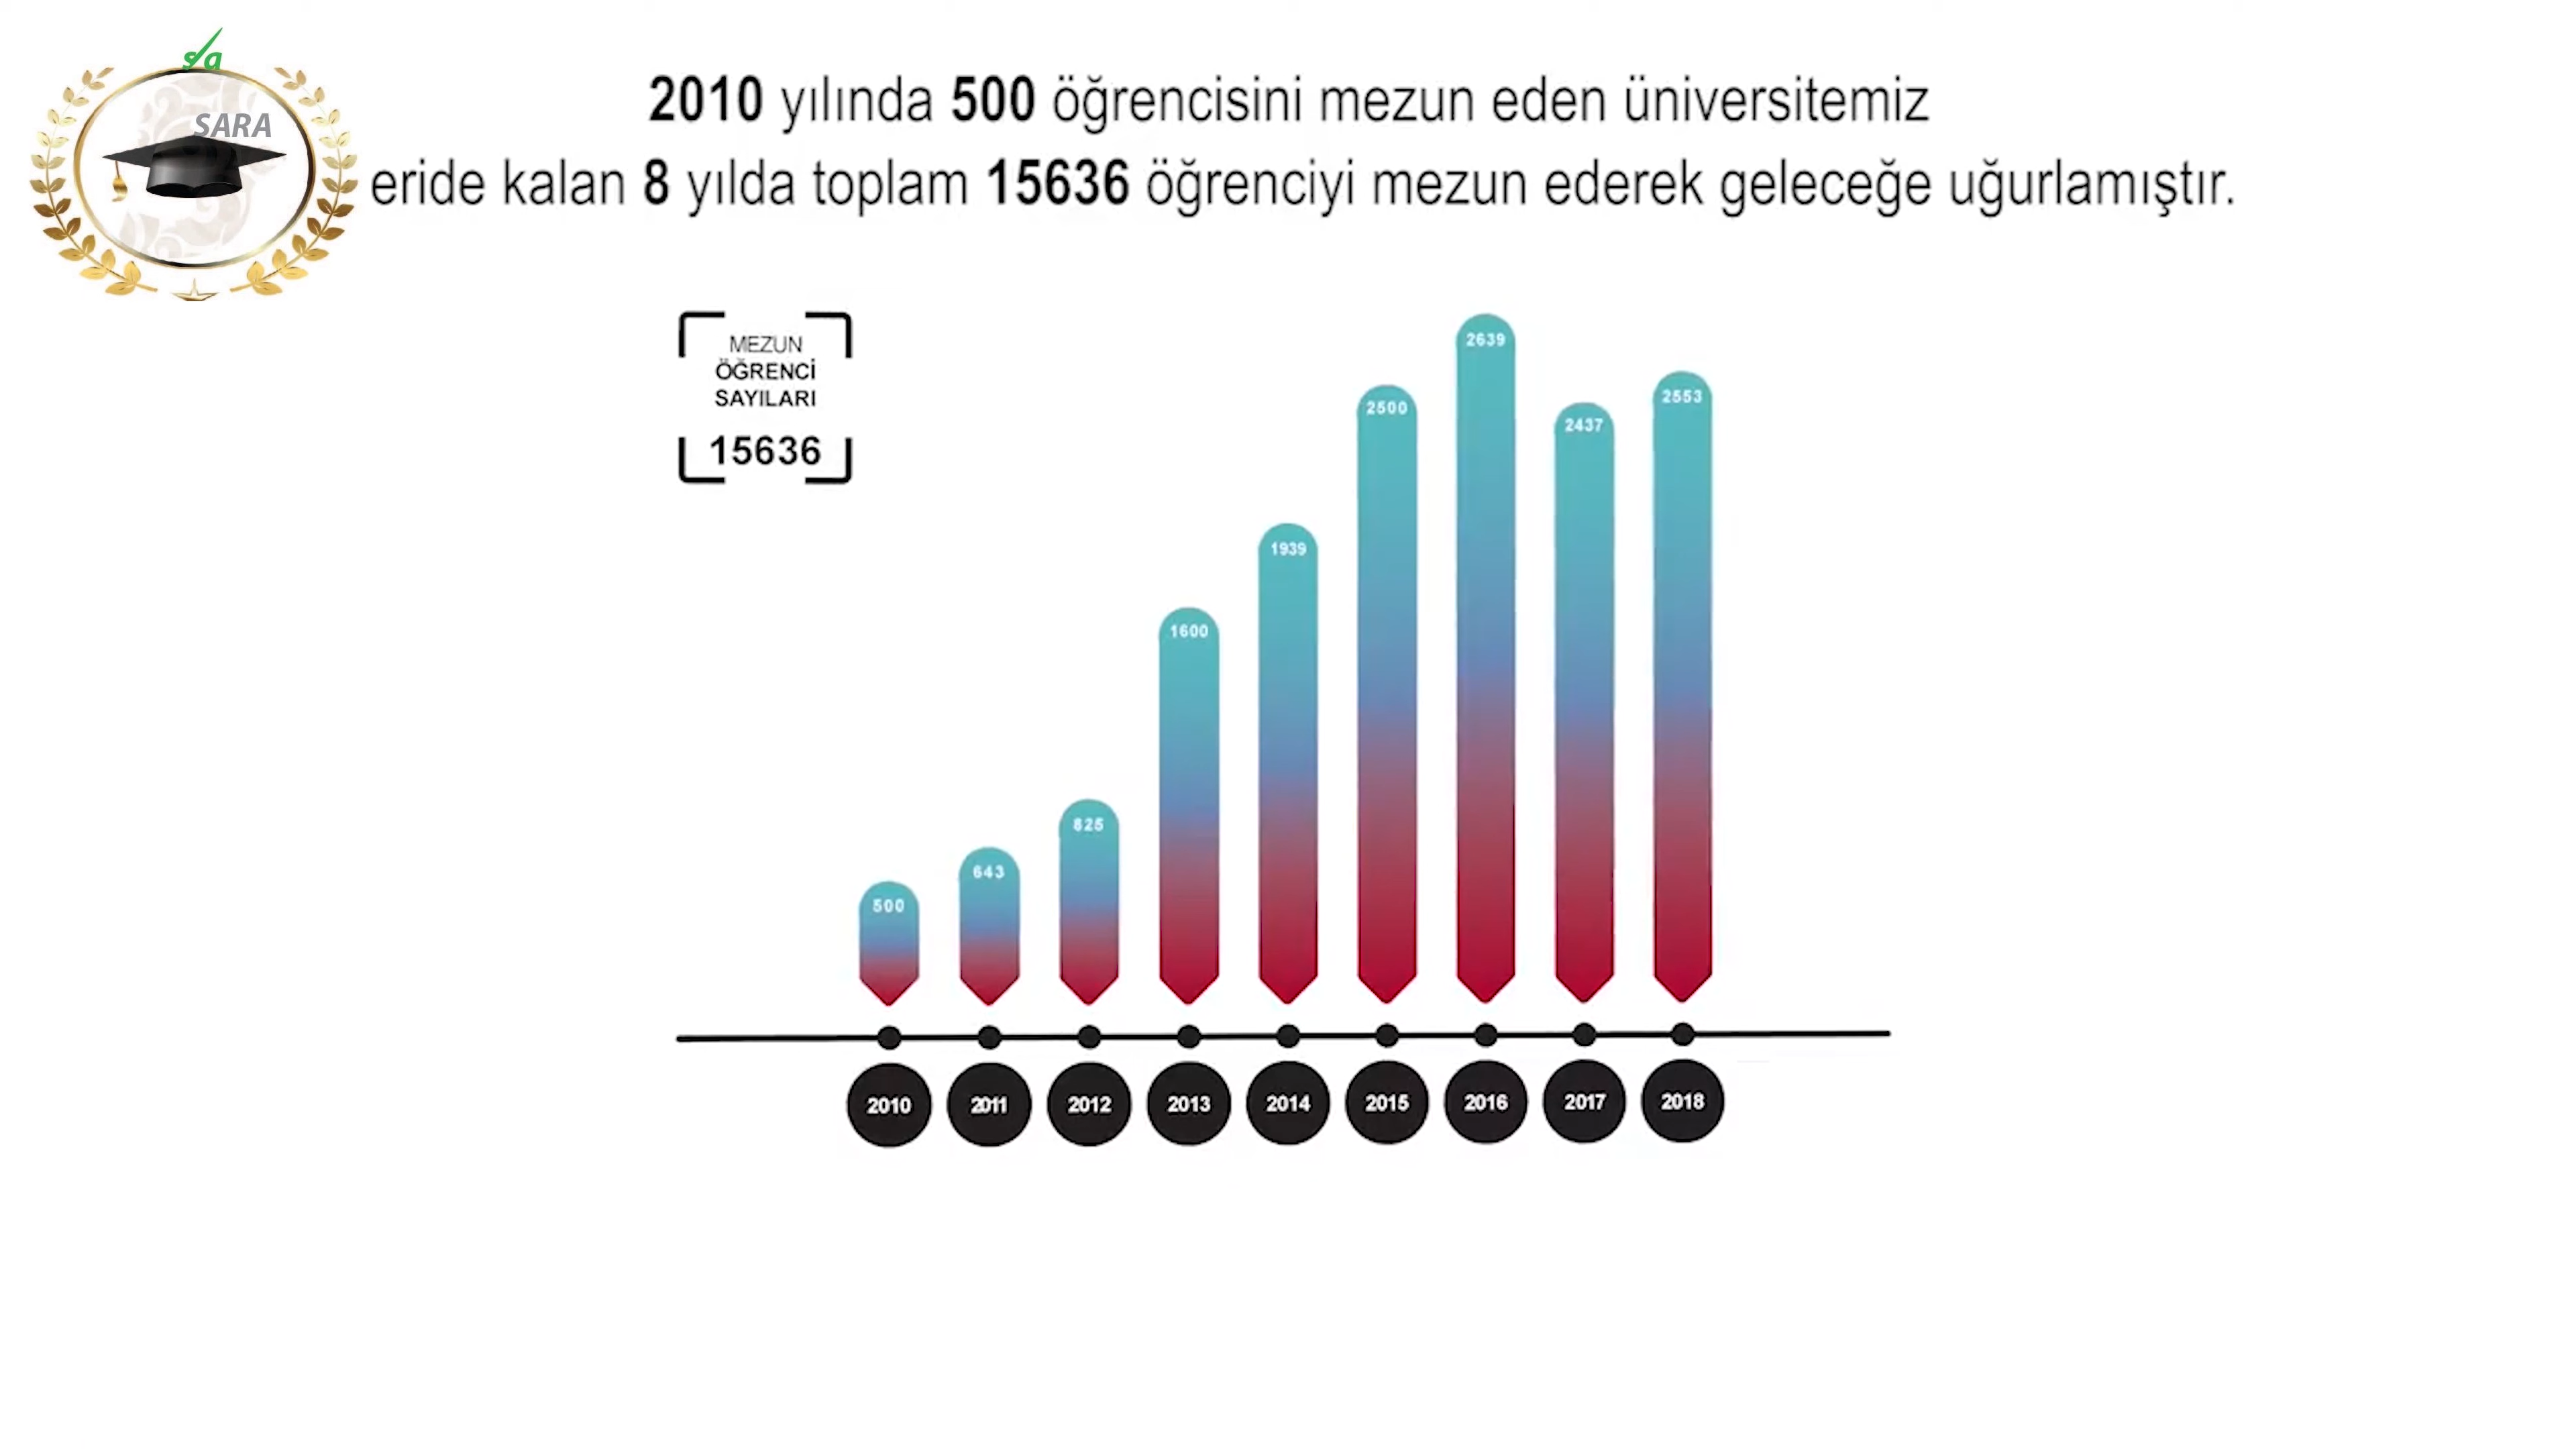 s/a
SARA
2010 yılında 500 öğrencisini mezun eden üniversitemiz
eride kalan 8 yılda toplam 15636 öğrenciyi mezun ederek geleceğe uğurlamıştır.
MEZUN
ÖĞRENCİ
SAYILARI
15636
500
643
825
1600
1939
2500
2639
2437
2553
2010 2011 2012 2013 2014 2015 2016 2017 2018